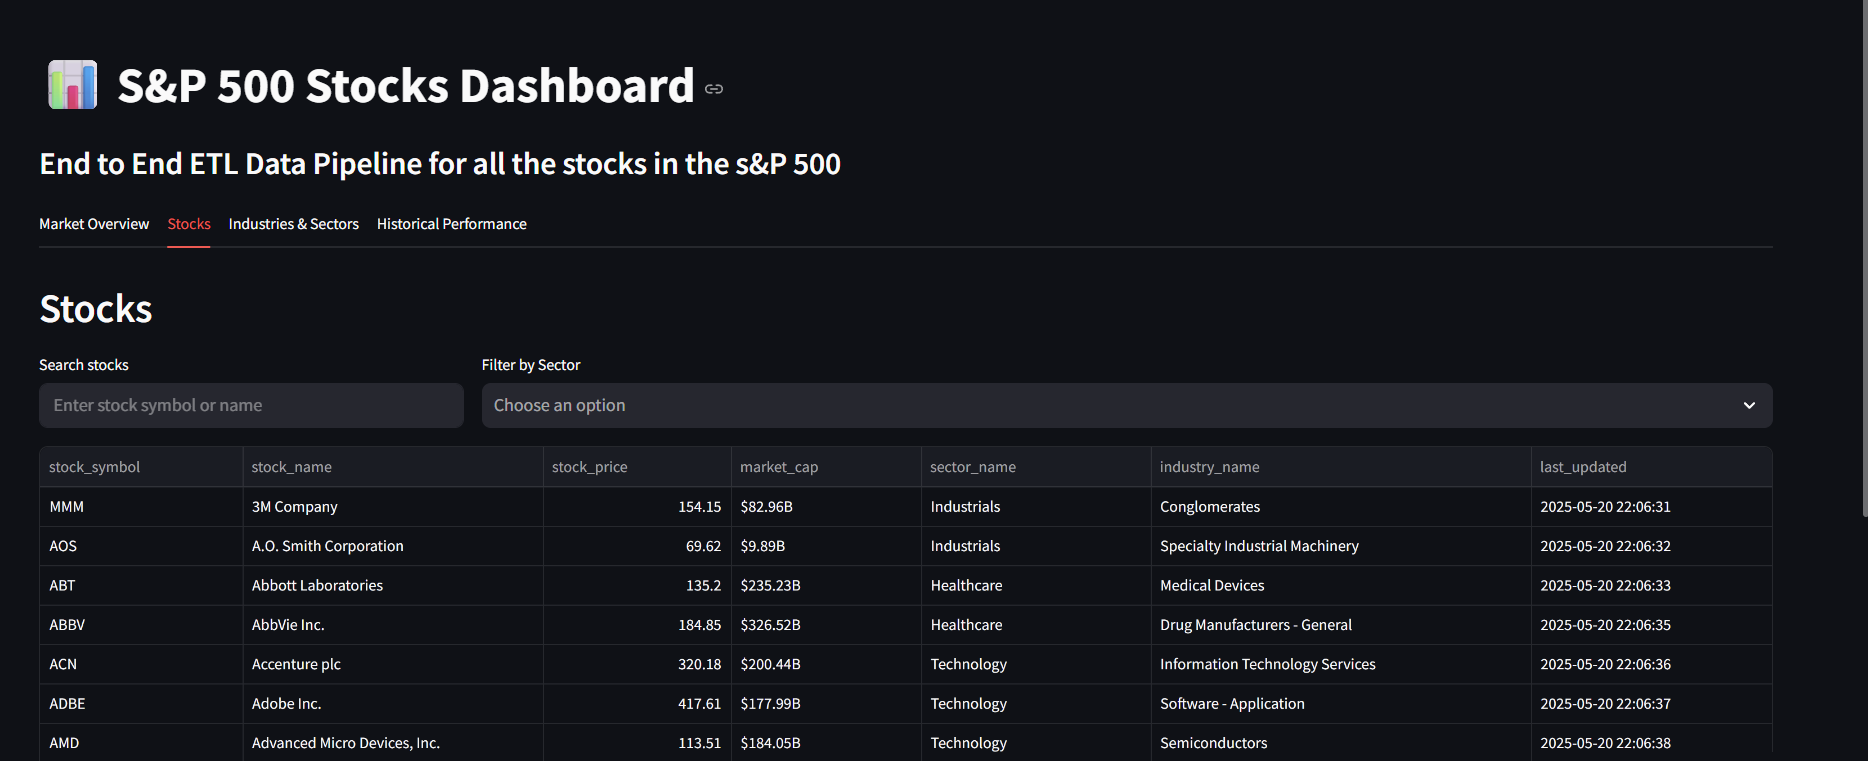 S&P 500 Stocks Dashboard
End to End ETL Data Pipeline for all the stocks in the s&P 500
Market Overview Stocks Industries & Sectors Historical Performance
Stocks
Search stocks Filter by Sector
Enter stock symbol or name Choose an option
stock_symbol stock_name stock_price market_cap sector_name industry_name last_updated
MMM 3M Company 154.15 $82.96B Industrials Conglomerates 2025-05-20 22:06:31
AOS A.O. Smith Corporation 69.62 $9.89B Industrials Specialty Industrial Machinery 2025-05-20 22:06:32
ABT Abbott Laboratories 135.2 $235.23B Healthcare Medical Devices 2025-05-20 22:06:33
ABBV AbbVie Inc. 184.85 $326.52B Healthcare Drug Manufacturers - General 2025-05-20 22:06:35
ACN Accenture plc 320.18 $200.44B Technology Information Technology Services 2025-05-20 22:06:36
ADBE Adobe Inc. 417.61 $177.99B Technology Software - Application 2025-05-20 22:06:37
AMD Advanced Micro Devices, Inc. 113.51 $184.05B Technology Semiconductors 2025-05-20 22:06:38